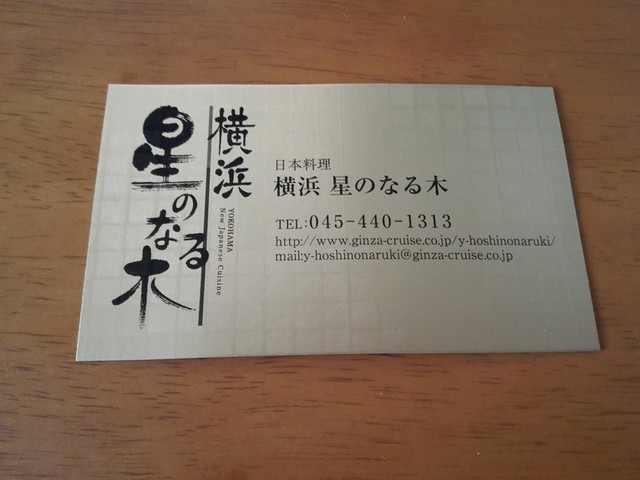 横浜
星のなる木
YOKOHAMA
New Japanese Cuisine
日本料理
横浜 星のなる木
TEL:045-440-1313
http://www.ginza-cruise.co.jp/y-hoshinonaruki/
mail:y-hoshinonaruki@ginza-cruise.co.jp